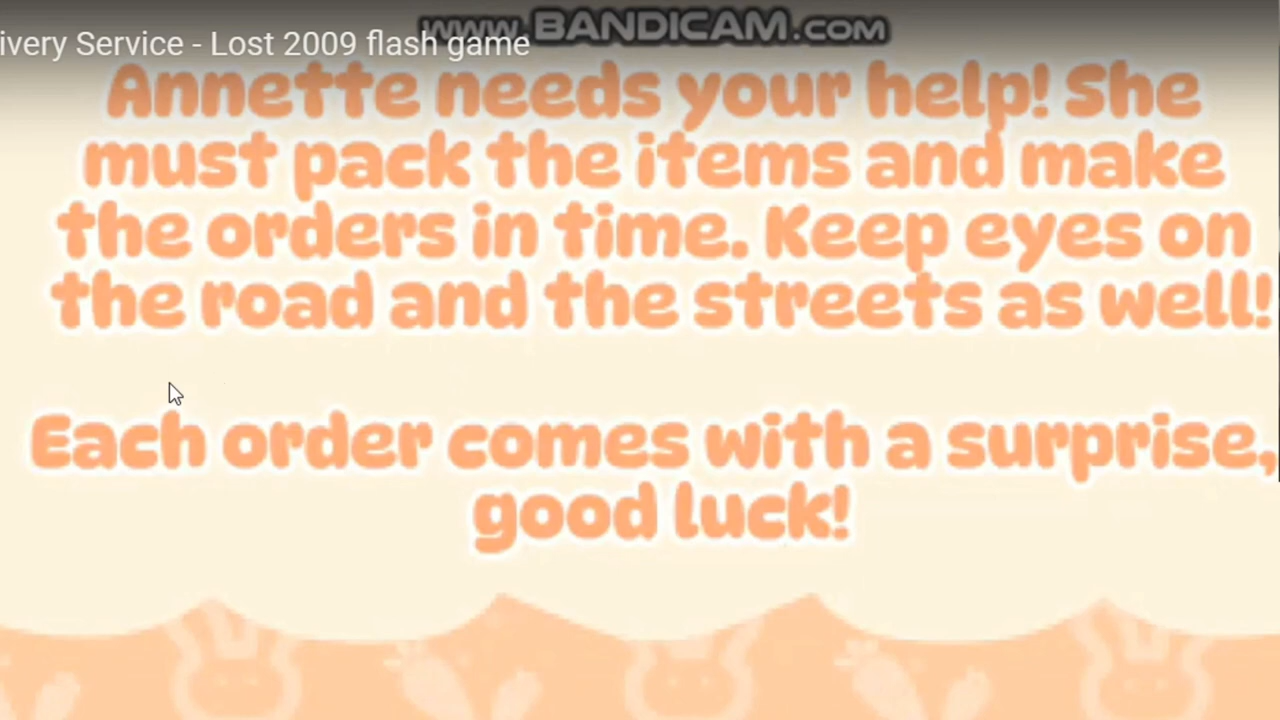 www.BANDICAM.com
ivery Service - Lost 2009 flash game
Annette needs your help! She
must pack the items and make
the orders in time. Keep eyes on
the road and the streets as well!
Each order comes with a surprise,
good luck!